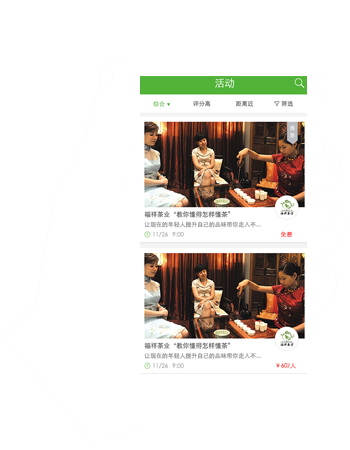 活动
综合 评分高 距离近 筛选
福祥茶业 “教你懂得怎样懂茶”
让现在的年轻人提升自己的品味带你走入不...
11/26 9:00 免费
福祥茶业 “教你懂得怎样懂茶”
让现在的年轻人提升自己的品味带你走入不...
11/26 9:00 ￥60/人